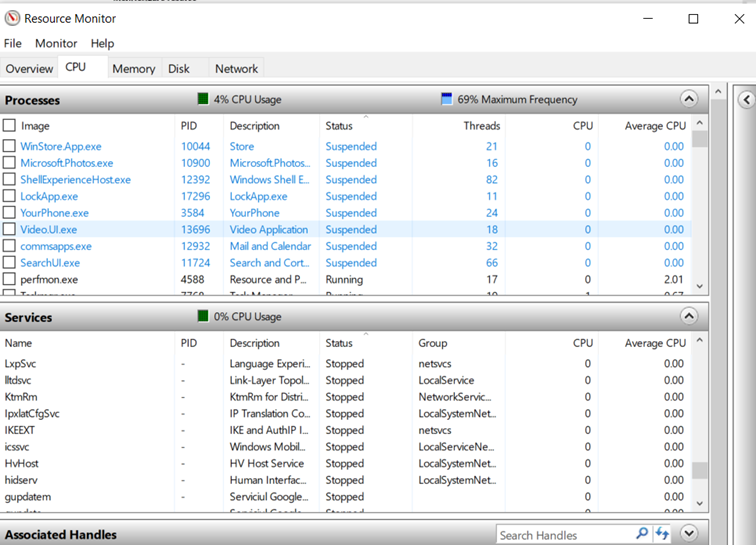 Resource Monitor
File Monitor Help
Overview CPU Memory Disk Network
Processes 4% CPU Usage 69% Maximum Frequency
Image PID Description Status Threads CPU Average CPU
WinStore.App.exe 10044 Store Suspended 21 0 0.00
Microsoft.Photos.exe 10900 Microsoft.Photos... Suspended 16 0 0.00
ShellExperienceHost.exe 12392 Windows Shell E... Suspended 82 0 0.00
LockApp.exe 17296 LockApp.exe Suspended 11 0 0.00
YourPhone.exe 3584 YourPhone Suspended 24 0 0.00
Video.UI.exe 13696 Video Application Suspended 18 0 0.00
commsapps.exe 12932 Mail and Calendar Suspended 32 0 0.00
SearchUI.exe 11724 Search and Cort... Suspended 66 0 0.00
perfmon.exe 4588 Resource and P... Running 17 0 2.01
Services 0% CPU Usage
Name PID Description Status Group CPU Average CPU
LxpSvc - Language Experi... Stopped netsvcs 0 0.00
lltdsvc - Link-Layer Topol... Stopped LocalService 0 0.00
KtmRm - KtmRm for Distri... Stopped NetworkServic... 0 0.00
IpxlatCfgSvc - IP Translation Co... Stopped LocalSystemNet... 0 0.00
IKEEXT - IKE and AuthIP I... Stopped netsvcs 0 0.00
icssvc - Windows Mobil... Stopped LocalServiceNe... 0 0.00
HvHost - HV Host Service Stopped LocalSystemNet... 0 0.00
hidserv - Human Interfac... Stopped LocalSystemNet... 0 0.00
gupdatem - Serviciul Google... Stopped 0 0.00
Associated Handles Search Handles